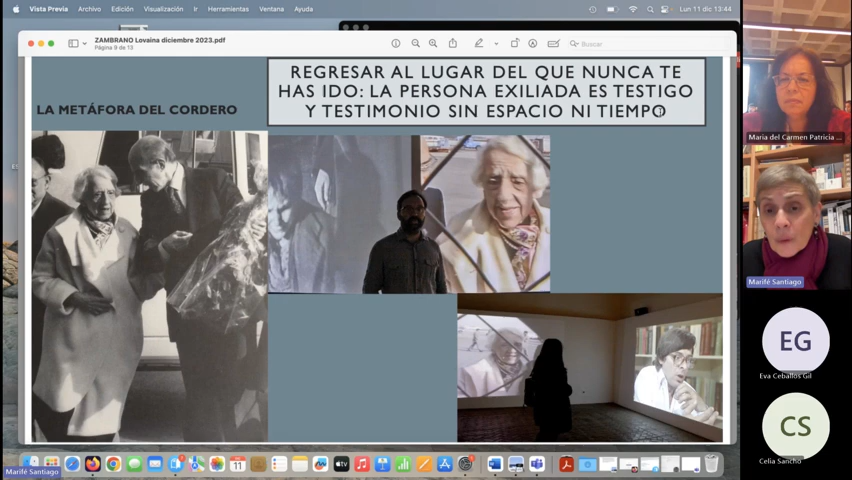 Vista Previa Archivo Edición Visualización Ir Herramientas Ventana Ayuda
Lun 11 dic 13:44
ZAMBRANO Lovaina diciembre 2023.pdf
Página 9 de 13
Buscar
REGRESAR AL LUGAR DEL QUE NUNCA TE
HAS IDO: LA PERSONA EXILIADA ES TESTIGO
Y TESTIMONIO SIN ESPACIO NI TIEMPO
LA METÁFORA DEL CORDERO
Maria del Carmen Patricia ...
Marifé Santiago
EG
Eva Ceballos Gil
CS
Celia Sancho
Marifé Santiago